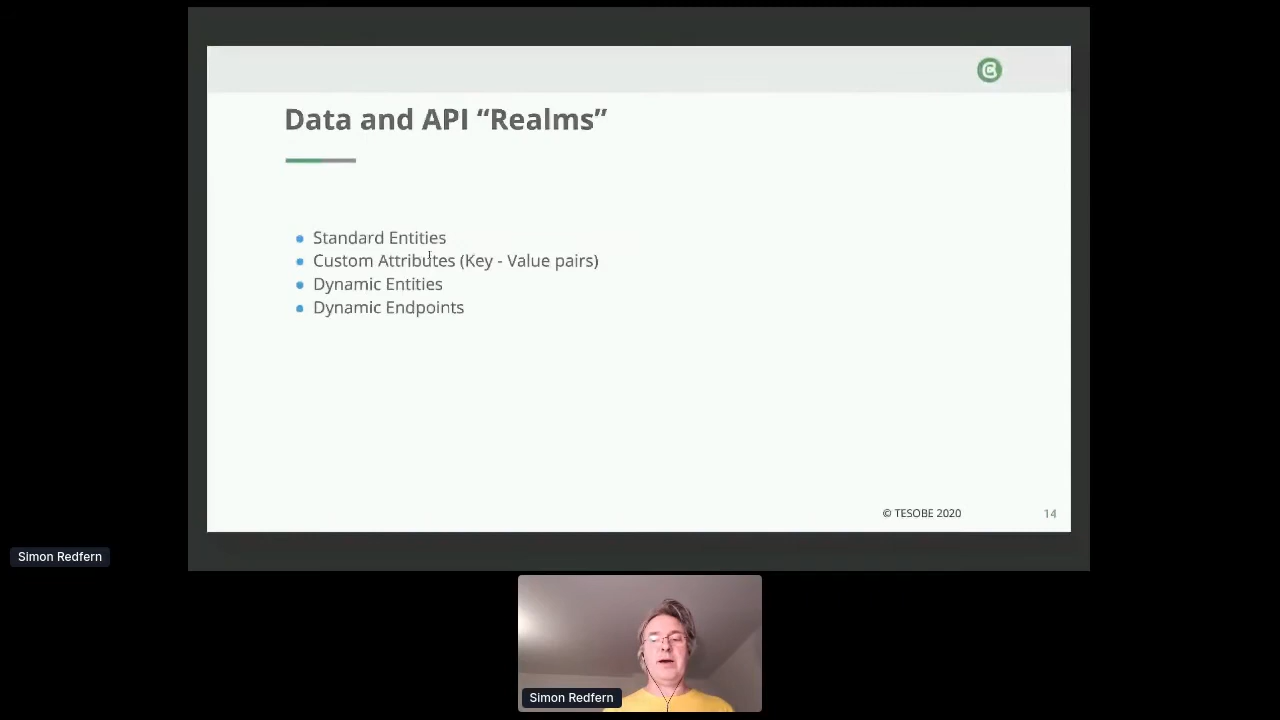 Data and API “Realms”
Standard Entities
Custom Attributes (Key - Value pairs)
Dynamic Entities
Dynamic Endpoints
© TESOBE 2020
14
Simon Redfern
Simon Redfern